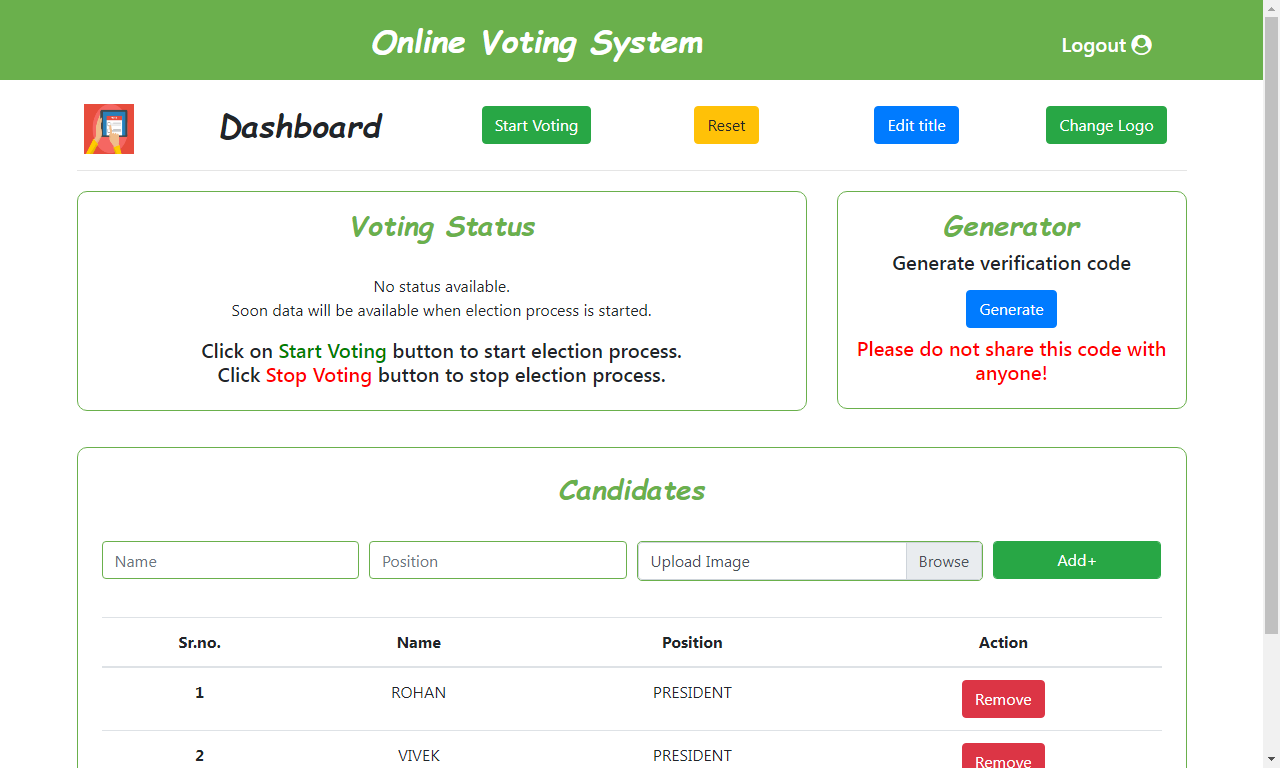 Online Voting System
Logout
Dashboard
Start Voting
Reset
Edit title
Change Logo
Voting Status
No status available.
Soon data will be available when election process is started.
Click on Start Voting button to start election process.
Click Stop Voting button to stop election process.
Generator
Generate verification code
Generate
Please do not share this code with
anyone!
Candidates
Name
Position
Upload Image
Browse
Add+
Sr.no. Name Position Action
1 ROHAN PRESIDENT Remove
2 VIVEK PRESIDENT Remove